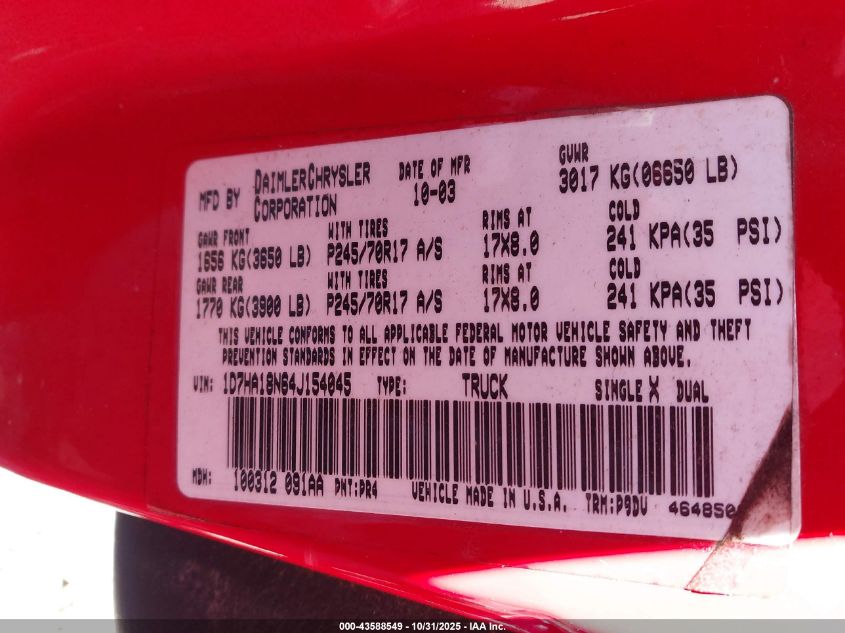 MFD BY DAIMLERCHRYSLER CORPORATION DATE OF MFR 10-03 GVWR 3017 KG(06650 LB)
GAWR FRONT WITH TIRES RIMS AT COLD
1656 KG(3650 LB) P245/70R17 A/S 17X8.0 241 KPA(35 PSI)
GAWR REAR WITH TIRES RIMS AT COLD
1770 KG(3900 LB) P245/70R17 A/S 17X8.0 241 KPA(35 PSI)
THIS VEHICLE CONFORMS TO ALL APPLICABLE FEDERAL MOTOR VEHICLE SAFETY AND THEFT
PREVENTION STANDARDS IN EFFECT ON THE DATE OF MANUFACTURE SHOWN ABOVE.
VIN: 1D7HA18N64J154045 TYPE: TRUCK SINGLE X DUAL
MDH: 100312 091AA PNT:PR4 VEHICLE MADE IN U.S.A. TRM:P9DV 464850
000-43588549 | 10/31/2025 | IAA Inc.